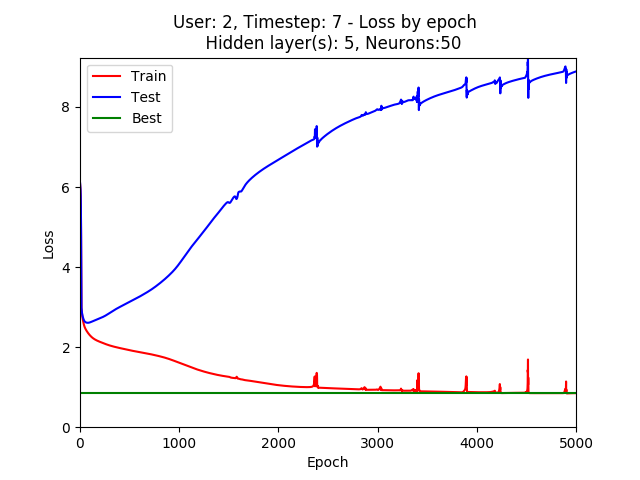 User: 2, Timestep: 7 - Loss by epoch
Hidden layer(s): 5, Neurons:50
Train
Test
Best
Loss
8
6
4
2
0
0 1000 2000 3000 4000 5000
Epoch